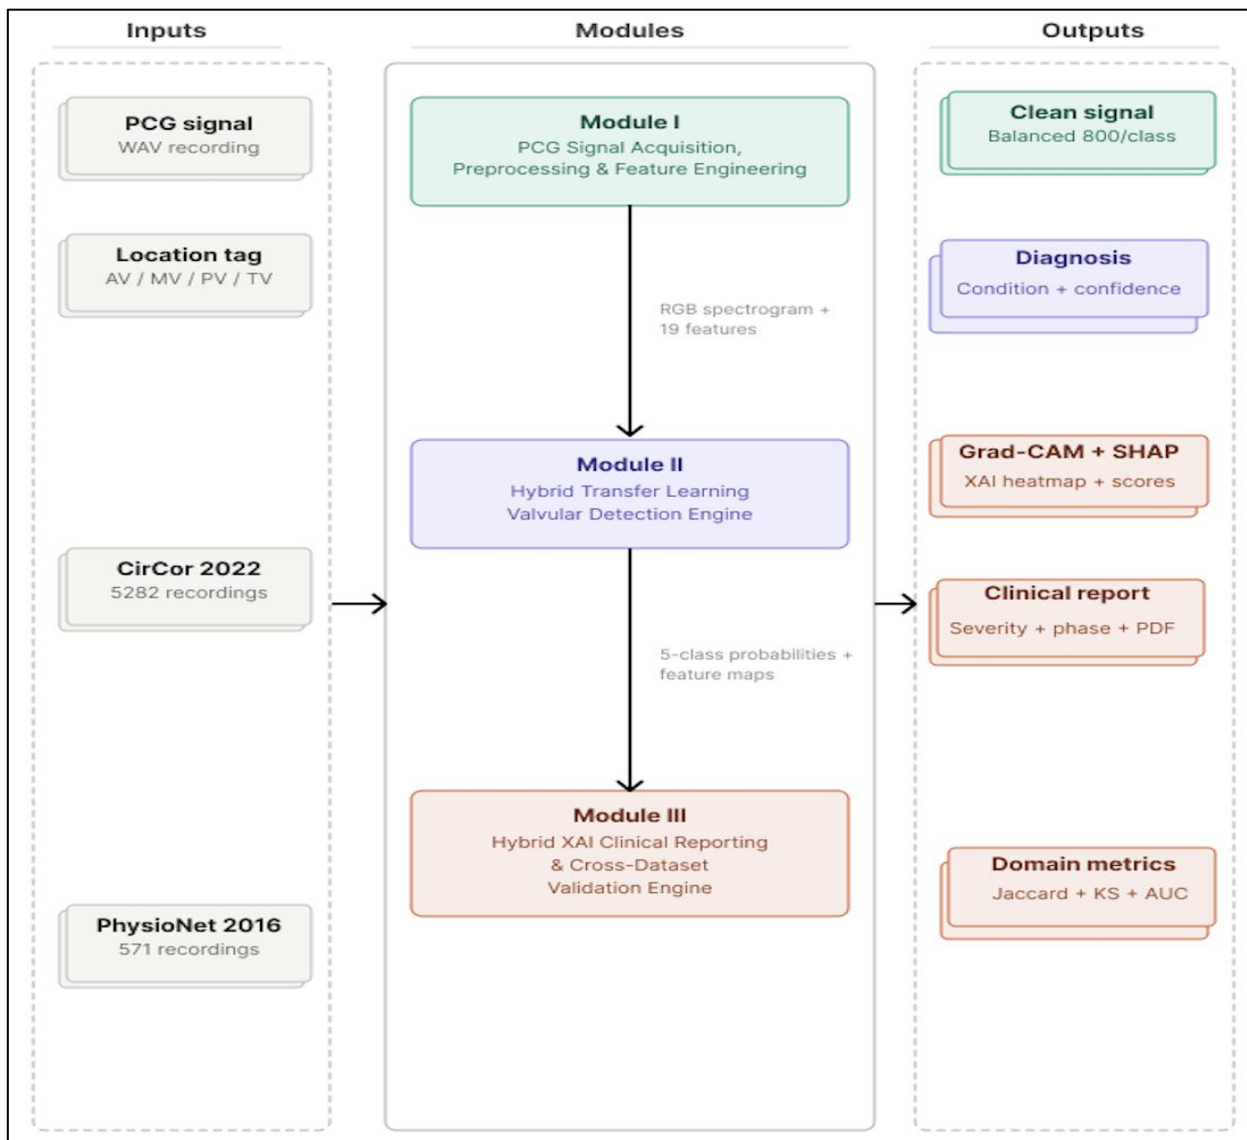 Inputs
PCG signal
WAV recording
Location tag
AV / MV / PV / TV
CirCor 2022
5282 recordings
PhysioNet 2016
571 recordings
Modules
Module I
PCG Signal Acquisition,
Preprocessing & Feature Engineering
RGB spectrogram +
19 features
Module II
Hybrid Transfer Learning
Valvular Detection Engine
5-class probabilities +
feature maps
Module III
Hybrid XAI Clinical Reporting
& Cross-Dataset
Validation Engine
Outputs
Clean signal
Balanced 800/class
Diagnosis
Condition + confidence
Grad-CAM + SHAP
XAI heatmap + scores
Clinical report
Severity + phase + PDF
Domain metrics
Jaccard + KS + AUC